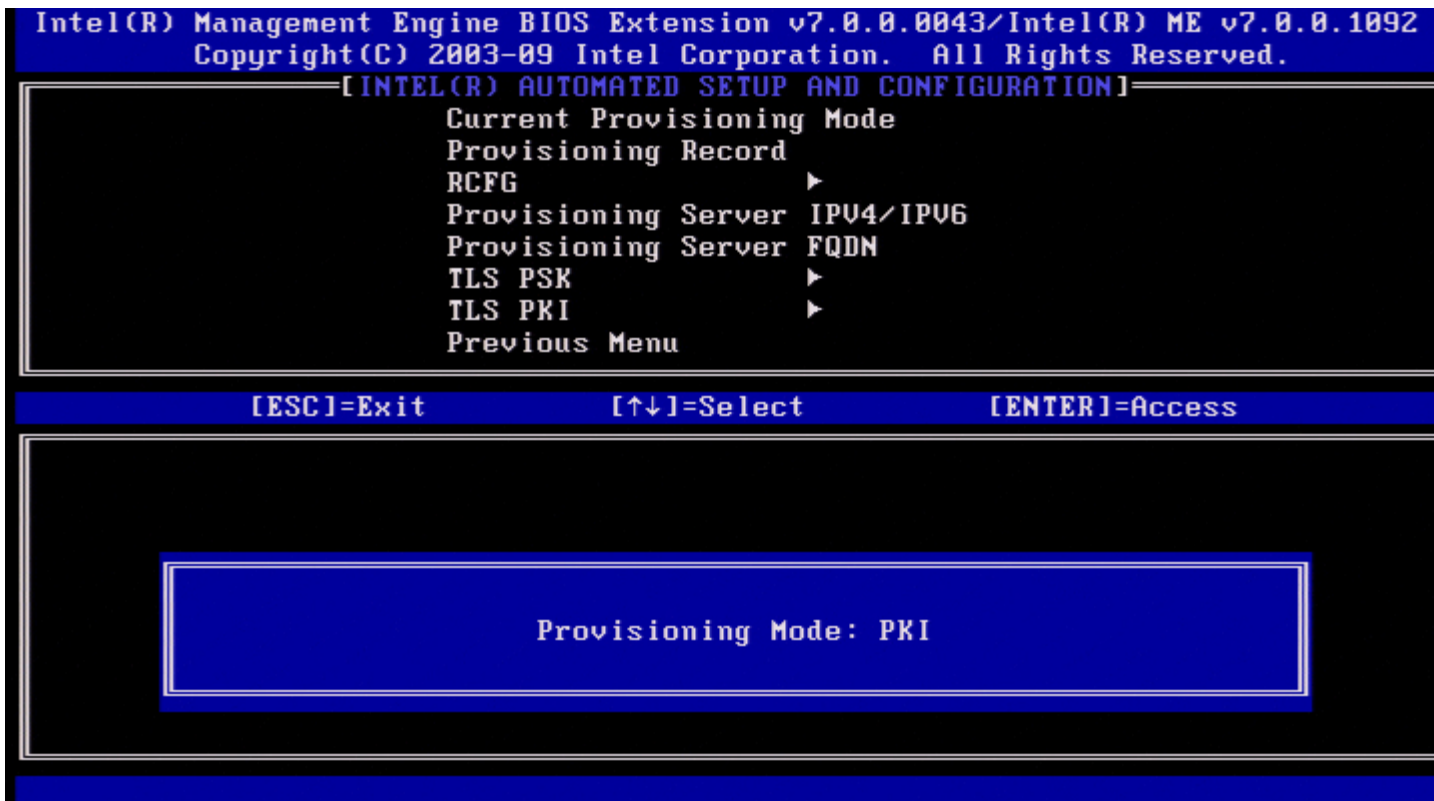 Intel(R) Management Engine BIOS Extension v7.0.0.0043/Intel(R) ME v7.0.0.1092
Copyright(C) 2003-09 Intel Corporation. All Rights Reserved.
[INTEL(R) AUTOMATED SETUP AND CONFIGURATION]
Current Provisioning Mode
Provisioning Record
RCFG ►
Provisioning Server IPV4/IPV6
Provisioning Server FQDN
TLS PSK ►
TLS PKI ►
Previous Menu
[ESC]=Exit [↑↓]=Select [ENTER]=Access
Provisioning Mode: PKI